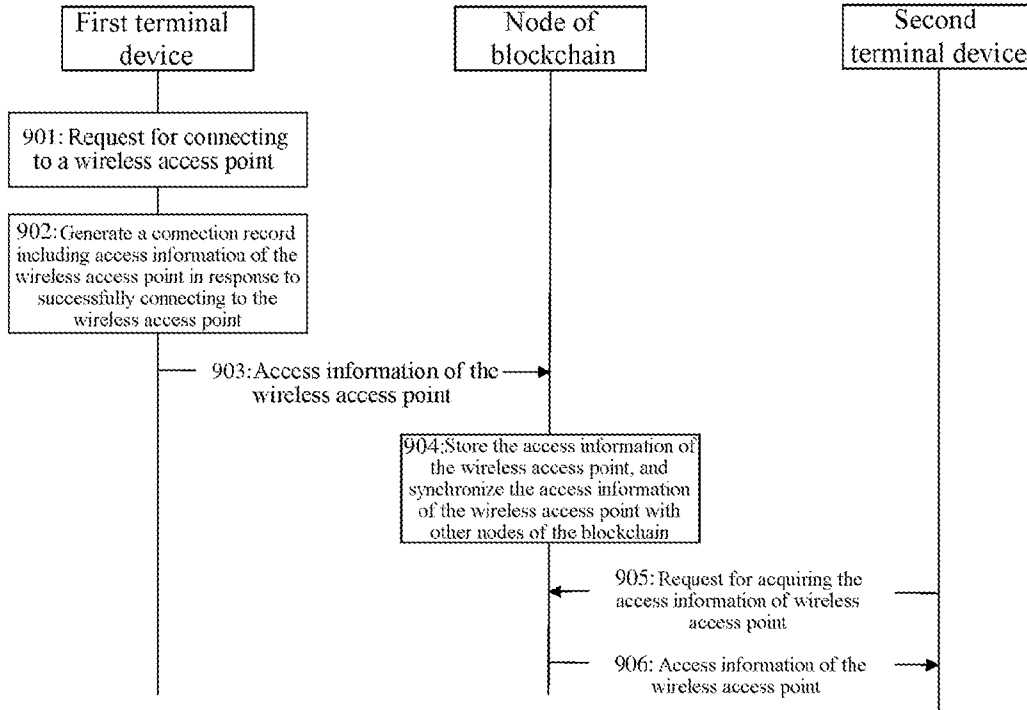 First terminal
device
Node of
blockchain
Second
terminal device
901: Request for connecting
to a wireless access point
902: Generate a connection record
including access information of the
wireless access point in response to
successfully connecting to the
wireless access point
903: Access information of the
wireless access point
904: Store the access information of
the wireless access point, and
synchronize the access information
of the wireless access point with
other nodes of the blockchain
905: Request for acquiring the
access information of wireless
access point
906: Access information of the
wireless access point